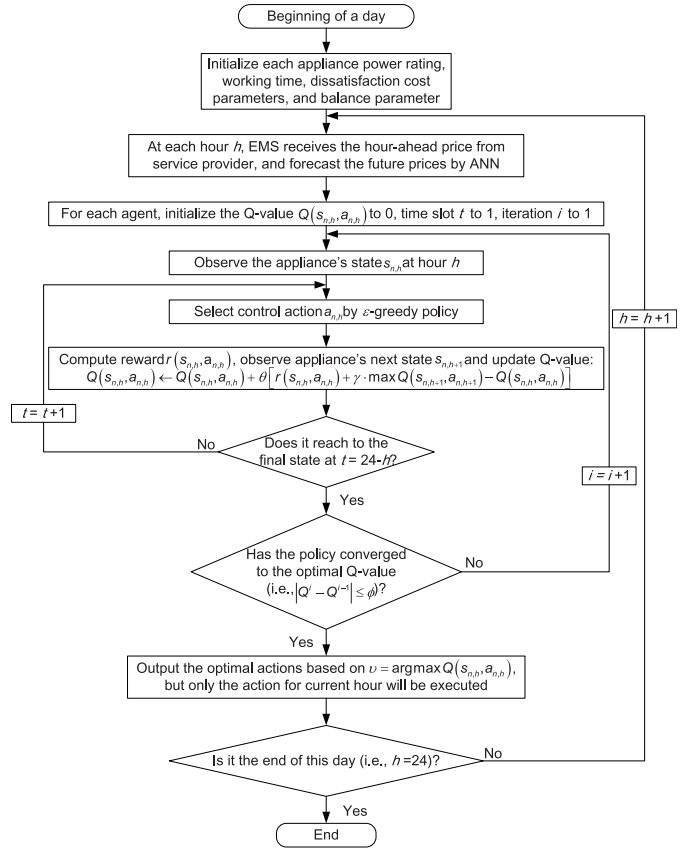 Beginning of a day
Initialize each appliance power rating,
working time, dissatisfaction cost
parameters, and balance parameter
At each hour h, EMS receives the hour-ahead price from
service provider, and forecast the future prices by ANN
For each agent, initialize the Q-value Q(s_{n,h},a_{n,h}) to 0, time slot t to 1, iteration i to 1
Observe the appliance's state s_{n,h} at hour h
Select control action a_{n,h} by ε-greedy policy
h = h+1
Compute reward r(s_{n,h},a_{n,h}), observe appliance's next state s_{n,h+1} and update Q-value:
Q(s_{n,h},a_{n,h}) ← Q(s_{n,h},a_{n,h}) + θ[r(s_{n,h},a_{n,h}) + γ·max Q(s_{n,h+1},a_{n,h+1}) − Q(s_{n,h},a_{n,h})]
t = t+1
No
Does it reach to the
final state at t = 24-h?
i = i+1
Yes
Has the policy converged
to the optimal Q-value
(i.e., |Q^i − Q^{i−1}| ≤ ϕ)?
No
Yes
Output the optimal actions based on υ = argmax Q(s_{n,h},a_{n,h}),
but only the action for current hour will be executed
Is it the end of this day (i.e., h =24)?
No
Yes
End